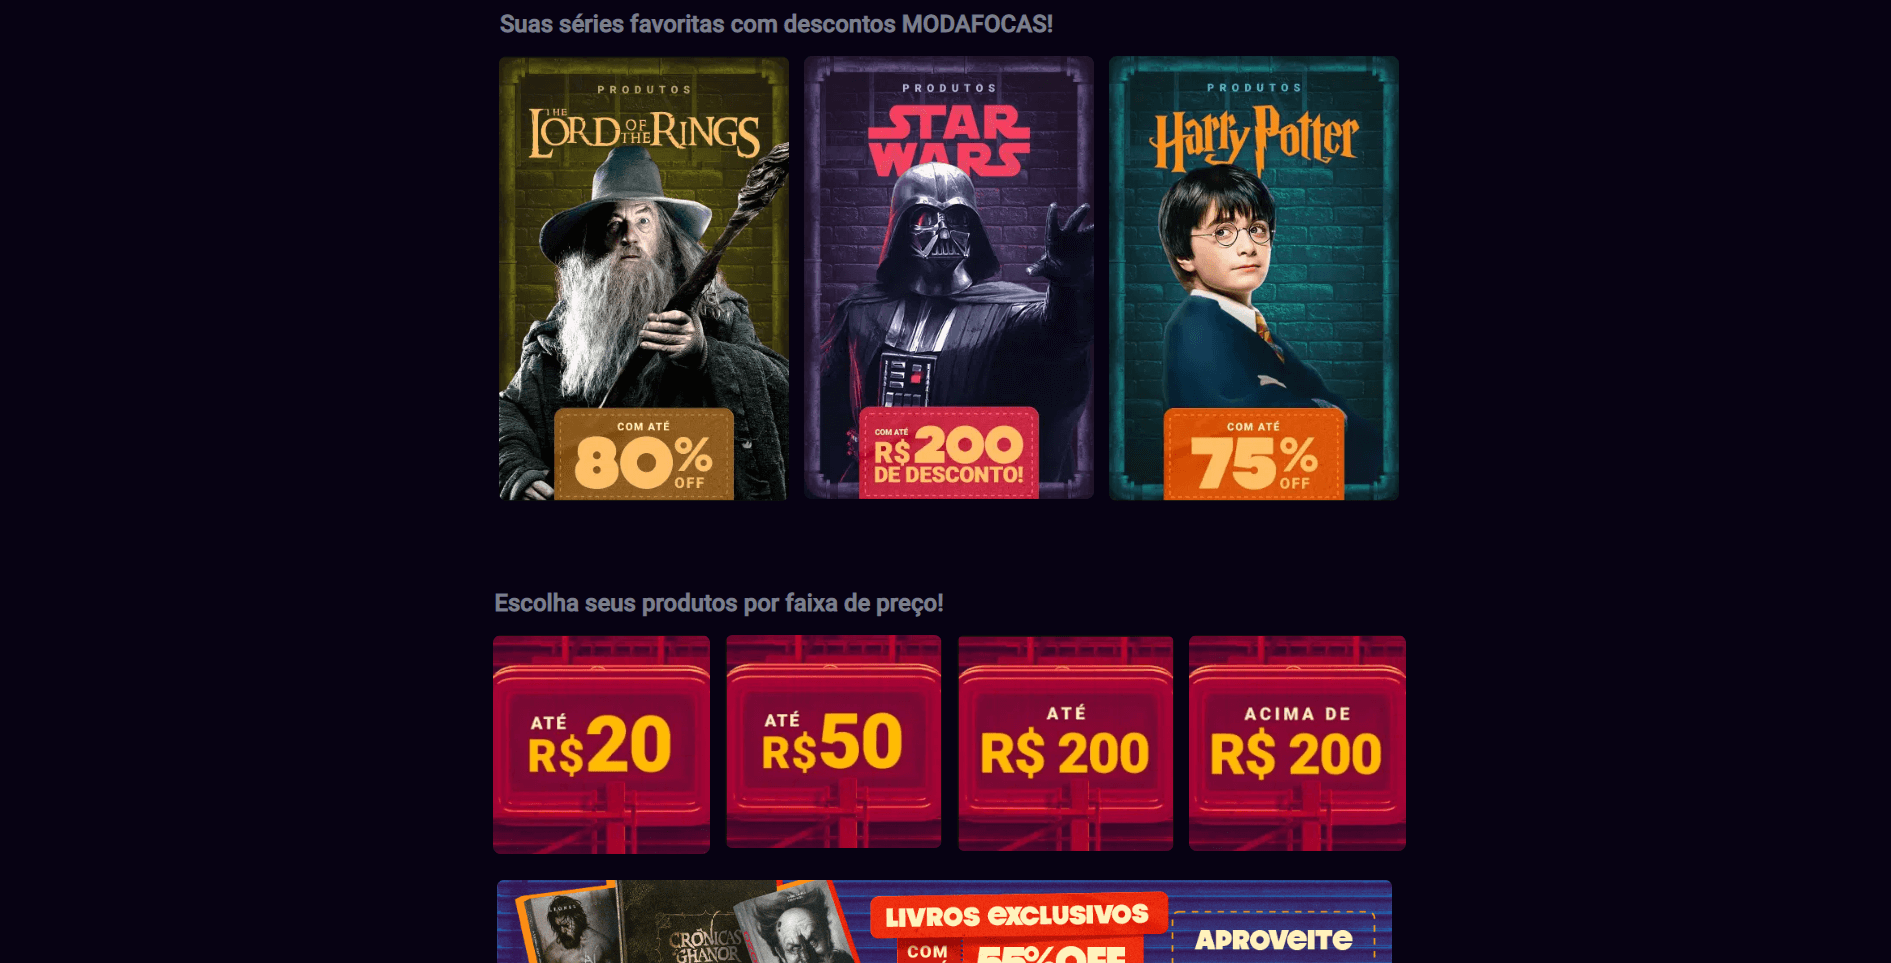 Suas séries favoritas com descontos MODAFOCAS!
PRODUTOS
THE LORD OF THE RINGS
COM ATÉ
80% OFF
PRODUTOS
STAR WARS
COM ATÉ
R$ 200
DE DESCONTO!
PRODUTOS
Harry Potter
COM ATÉ
75% OFF
Escolha seus produtos por faixa de preço!
ATÉ
R$20
ATÉ
R$50
ATÉ
R$ 200
ACIMA DE
R$ 200
CRÔNICAS
GHANOR
LIVROS EXCLUSIVOS
COM
55% OFF
APROVEITE